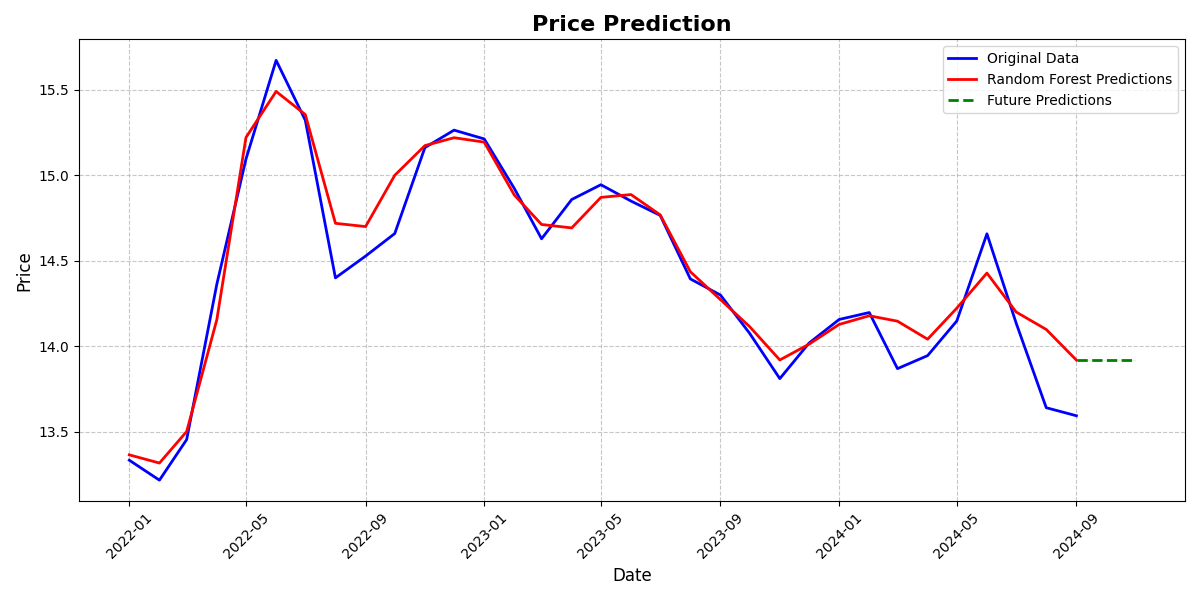 Price Prediction
Original Data
Random Forest Predictions
Future Predictions
Price
15.5
15.0
14.5
14.0
13.5
2022-01
2022-05
2022-09
2023-01
2023-05
2023-09
2024-01
2024-05
2024-09
Date